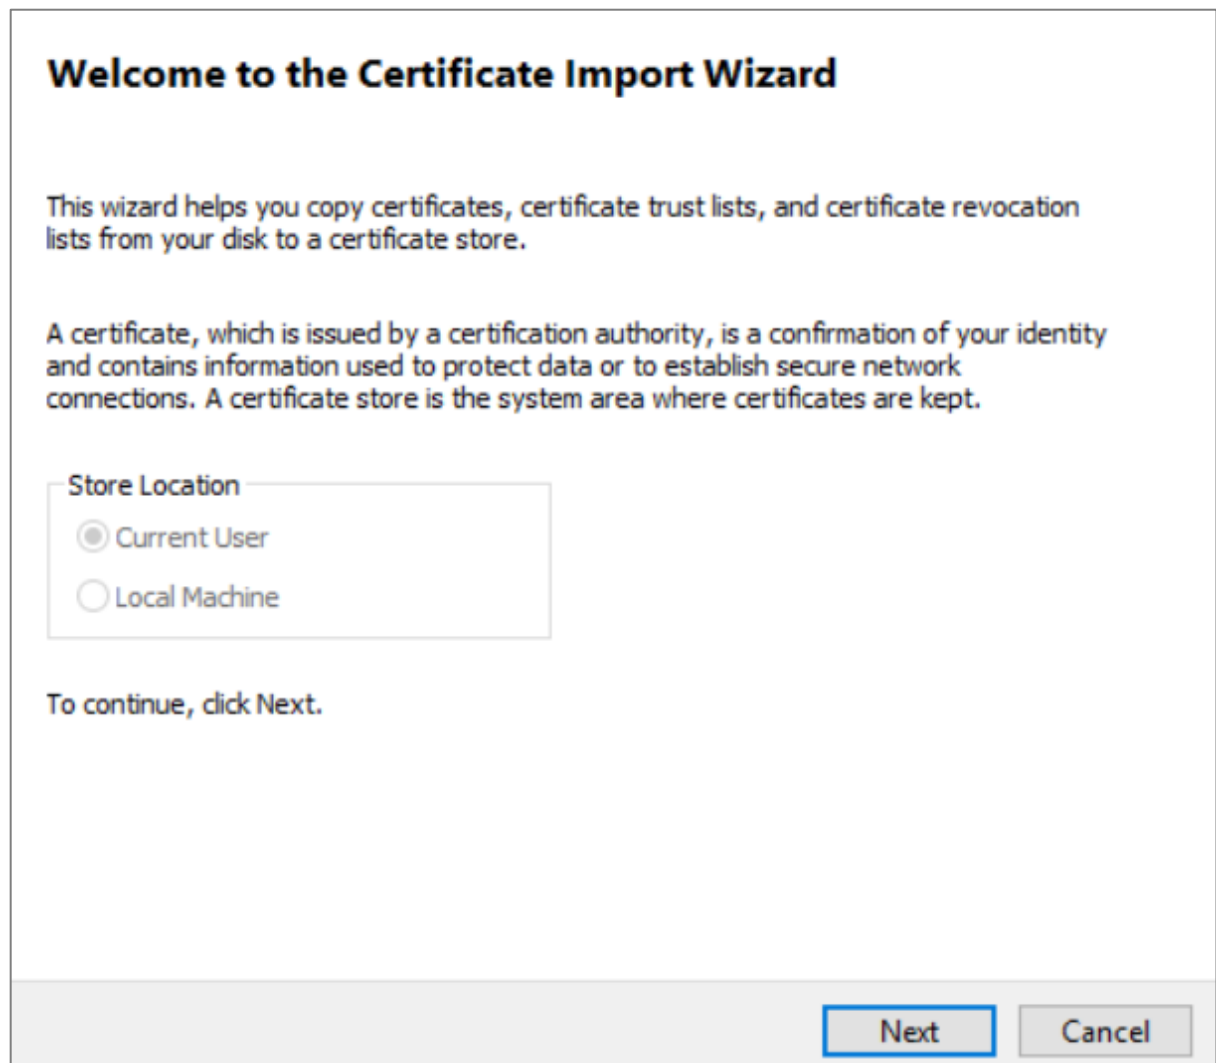 Welcome to the Certificate Import Wizard
This wizard helps you copy certificates, certificate trust lists, and certificate revocation
lists from your disk to a certificate store.
A certificate, which is issued by a certification authority, is a confirmation of your identity
and contains information used to protect data or to establish secure network
connections. A certificate store is the system area where certificates are kept.
Store Location
Current User
Local Machine
To continue, click Next.
Next Cancel